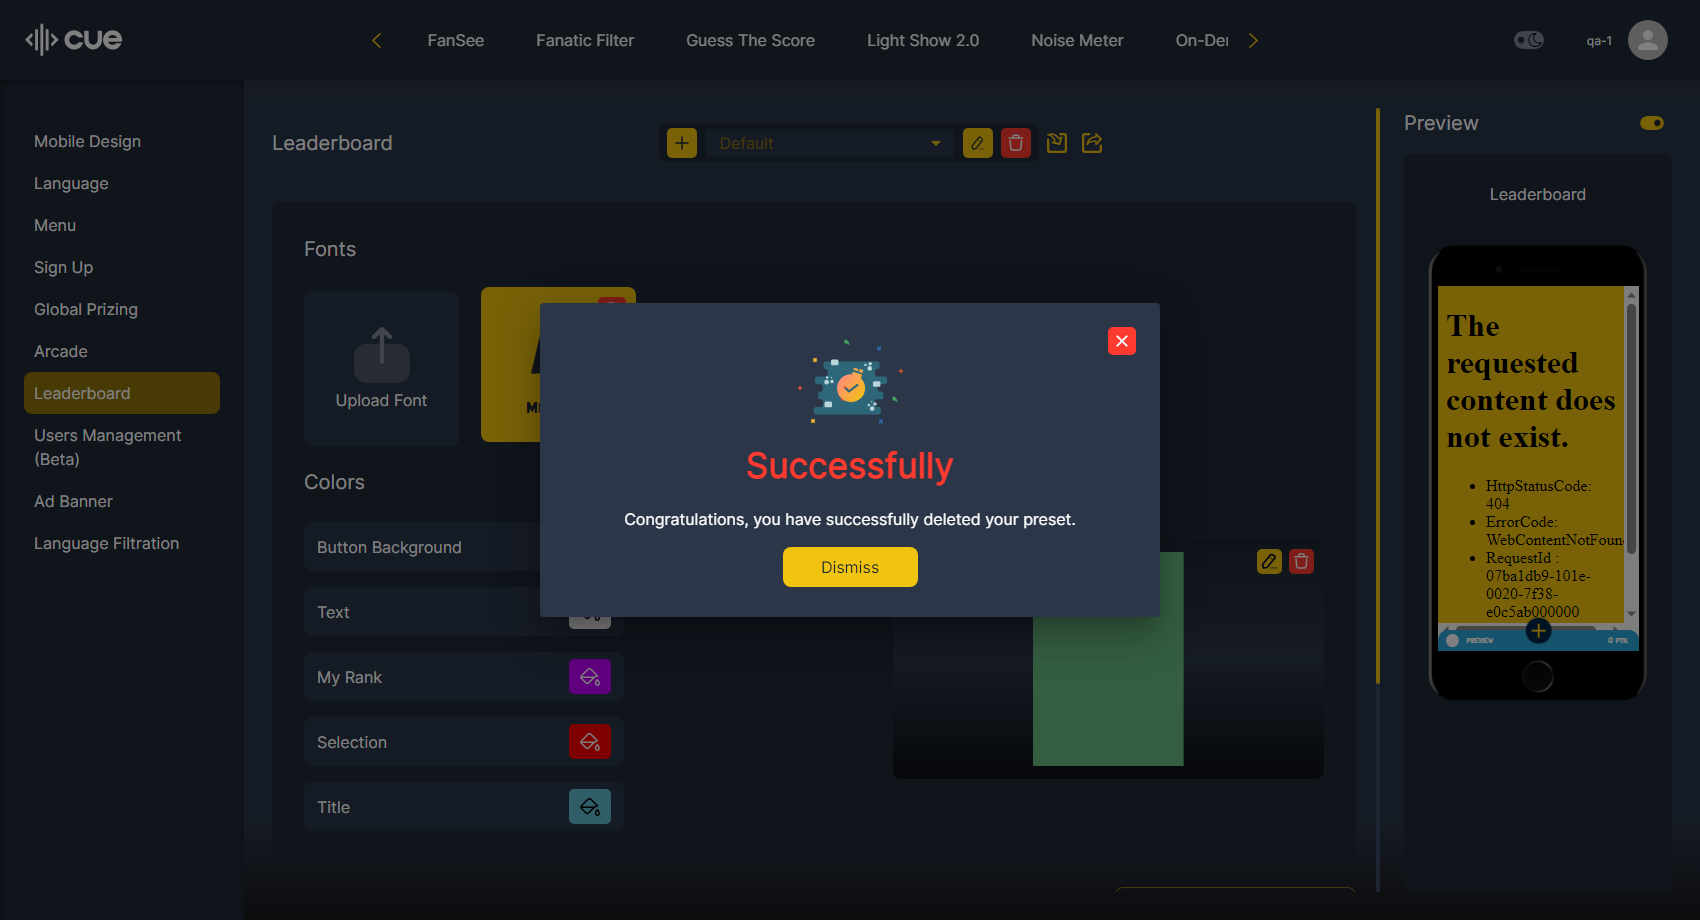 cue
FanSee
Fanatic Filter
Guess The Score
Light Show 2.0
Noise Meter
On-De
qa-1
Mobile Design
Language
Menu
Sign Up
Global Prizing
Arcade
Leaderboard
Users Management
(Beta)
Ad Banner
Language Filtration
Leaderboard
Default
Fonts
Upload Font
Colors
Button Background
Text
My Rank
Selection
Title
Successfully
Congratulations, you have successfully deleted your preset.
Dismiss
Preview
Leaderboard
The
requested
content does
not exist.
HttpStatusCode:
404
ErrorCode:
WebContentNotFoun
RequestId :
07ba1db9-101e-
0020-7f38-
e0c5ab000000
PREVIEW
0 PTS.